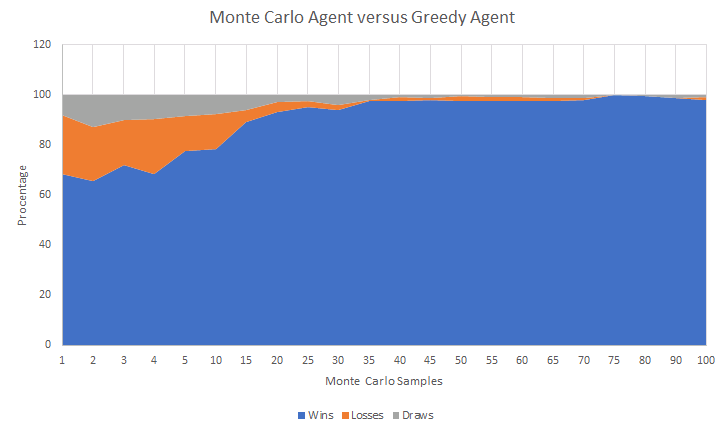 Monte Carlo Agent versus Greedy Agent
120
100
80
60
40
20
0
Procentage
1 2 3 4 5 10 15 20 25 30 35 40 45 50 55 60 65 70 75 80 90 100
Monte Carlo Samples
Wins Losses Draws